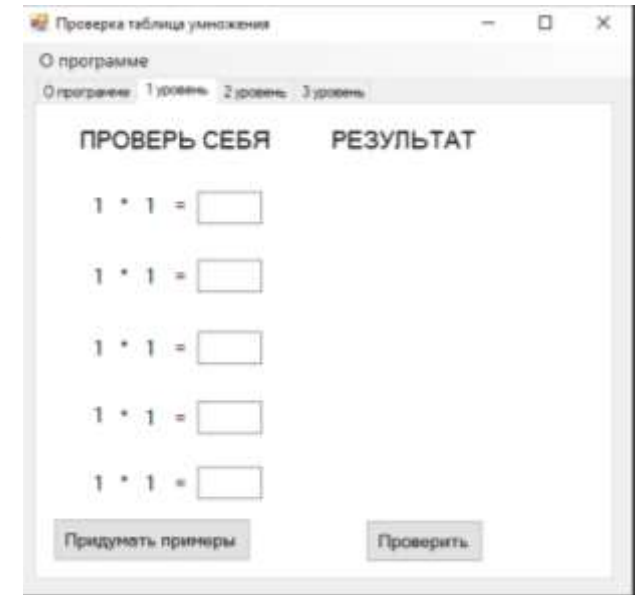 Проверка таблица умножения
О программе
О программе 1 уровень 2 уровень 3 уровень
ПРОВЕРЬ СЕБЯ РЕЗУЛЬТАТ
1 * 1 =
1 * 1 =
1 * 1 =
1 * 1 =
1 * 1 =
Придумать примеры Проверить